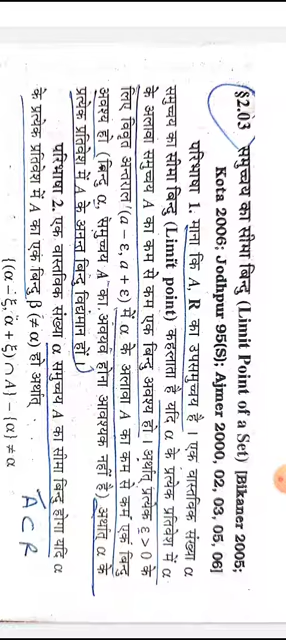 §2.03 समुच्चय का सीमा बिन्दु (Limit Point of a Set) [Bikaner 2005;
Kota 2006; Jodhpur 95(S); Ajmer 2000, 02, 03, 05, 06]
परिभाषा 1. माना कि A, R का उपसमुच्चय है। एक वास्तविक संख्या α
समुच्चय का सीमा बिन्दु (Limit point) कहलाता है यदि α के प्रत्येक प्रतिवेश में α
के अलावा समुच्चय A का कम से कम एक बिन्दु अवश्य हो। अर्थात् प्रत्येक ε > 0 के
लिए विवृत अन्तराल (α – ε, α + ε) में α के अलावा A का कम से कम एक बिन्दु
अवश्य हो (बिन्दु α, समुच्चय A का अवयव होना आवश्यक नहीं है) अर्थात् α के
प्रत्येक प्रतिवेश में A के अनन्त बिन्दु विद्यमान हों।
परिभाषा 2. एक वास्तविक संख्या α समुच्चय A का सीमा बिन्दु होगा यदि α
के प्रत्येक प्रतिवेश में A का एक बिन्दु β (≠ α) हो अर्थात्
{(α – ξ, α + ξ) ∩ A} – {α} ≠ α
A ⊂ R